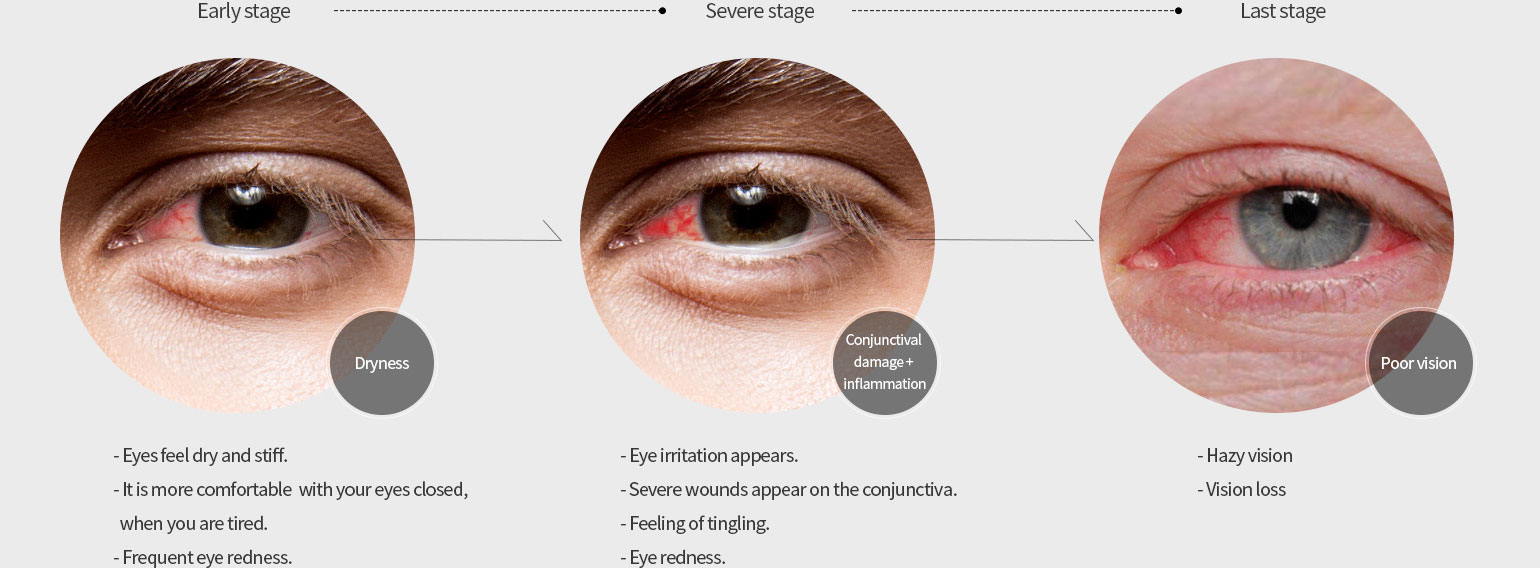 Early stage
Severe stage
Last stage
Dryness
Conjunctival
damage +
inflammation
Poor vision
- Eyes feel dry and stiff.
- It is more comfortable with your eyes closed,
when you are tired.
- Frequent eye redness.
- Eye irritation appears.
- Severe wounds appear on the conjunctiva.
- Feeling of tingling.
- Eye redness.
- Hazy vision
- Vision loss